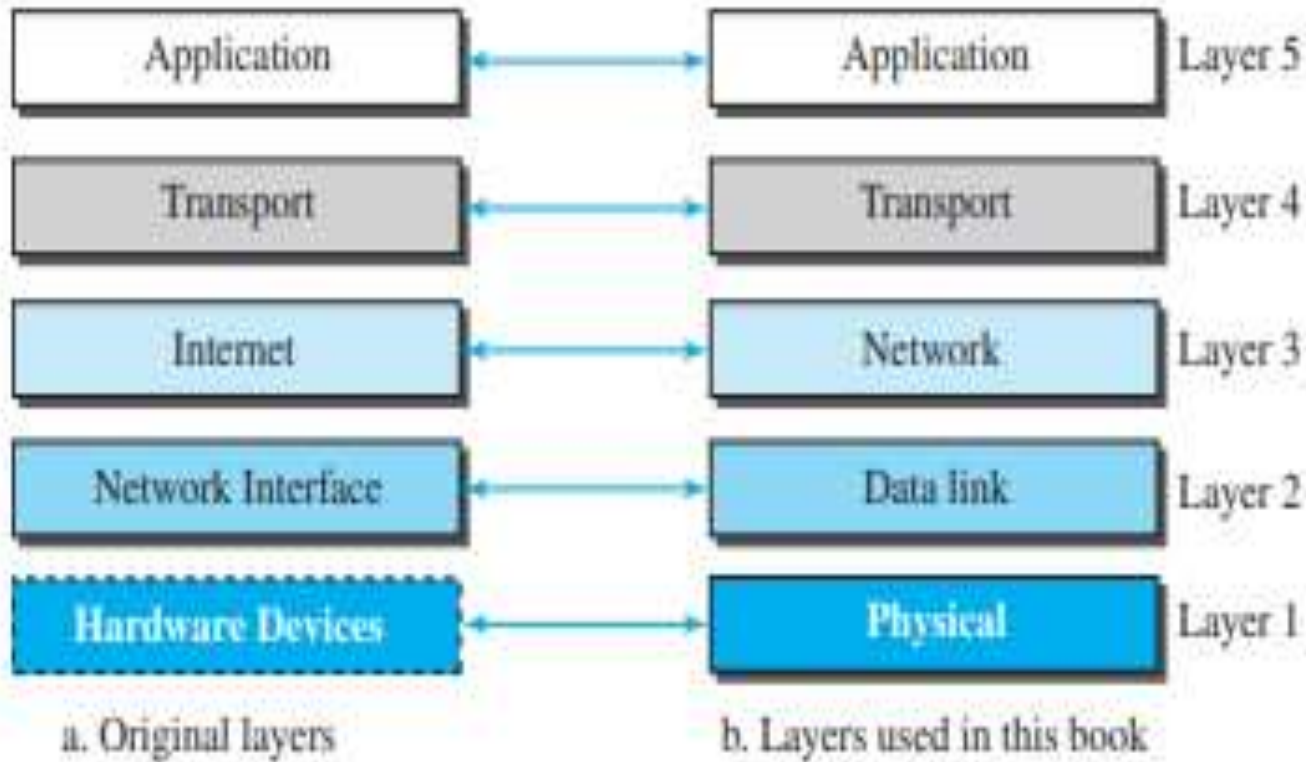 Application Application Layer 5
Transport Transport Layer 4
Internet Network Layer 3
Network Interface Data link Layer 2
Hardware Devices Physical Layer 1
a. Original layers b. Layers used in this book